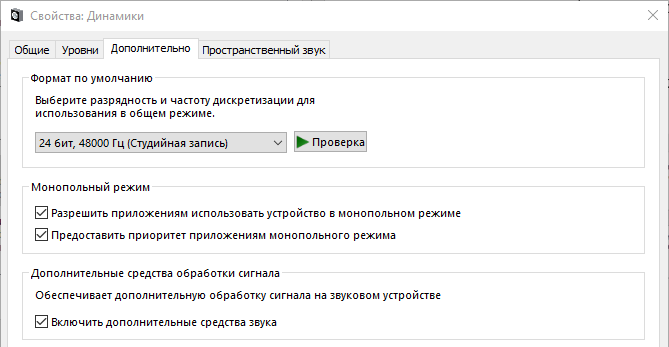 Свойства: Динамики
Общие Уровни Дополнительно Пространственный звук
Формат по умолчанию
Выберите разрядность и частоту дискретизации для
использования в общем режиме.
24 бит, 48000 Гц (Студийная запись) Проверка
Монопольный режим
Разрешить приложениям использовать устройство в монопольном режиме
Предоставить приоритет приложениям монопольного режима
Дополнительные средства обработки сигнала
Обеспечивает дополнительную обработку сигнала на звуковом устройстве
Включить дополнительные средства звука